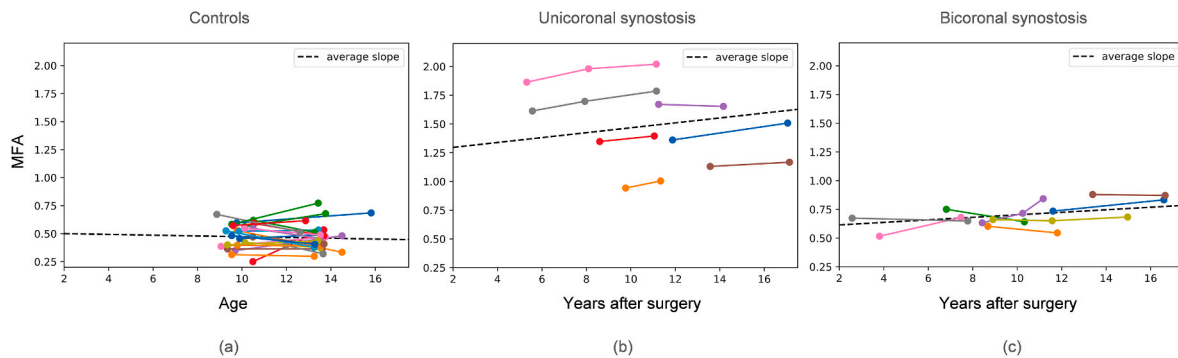 Controls
Unicoronal synostosis
Bicoronal synostosis
MFA
2.00
1.75
1.50
1.25
1.00
0.75
0.50
0.25
average slope
2 4 6 8 10 12 14 16
Age
(a)
2.00
1.75
1.50
1.25
1.00
0.75
0.50
0.25
average slope
2 4 6 8 10 12 14 16
Years after surgery
(b)
2.00
1.75
1.50
1.25
1.00
0.75
0.50
0.25
average slope
2 4 6 8 10 12 14 16
Years after surgery
(c)